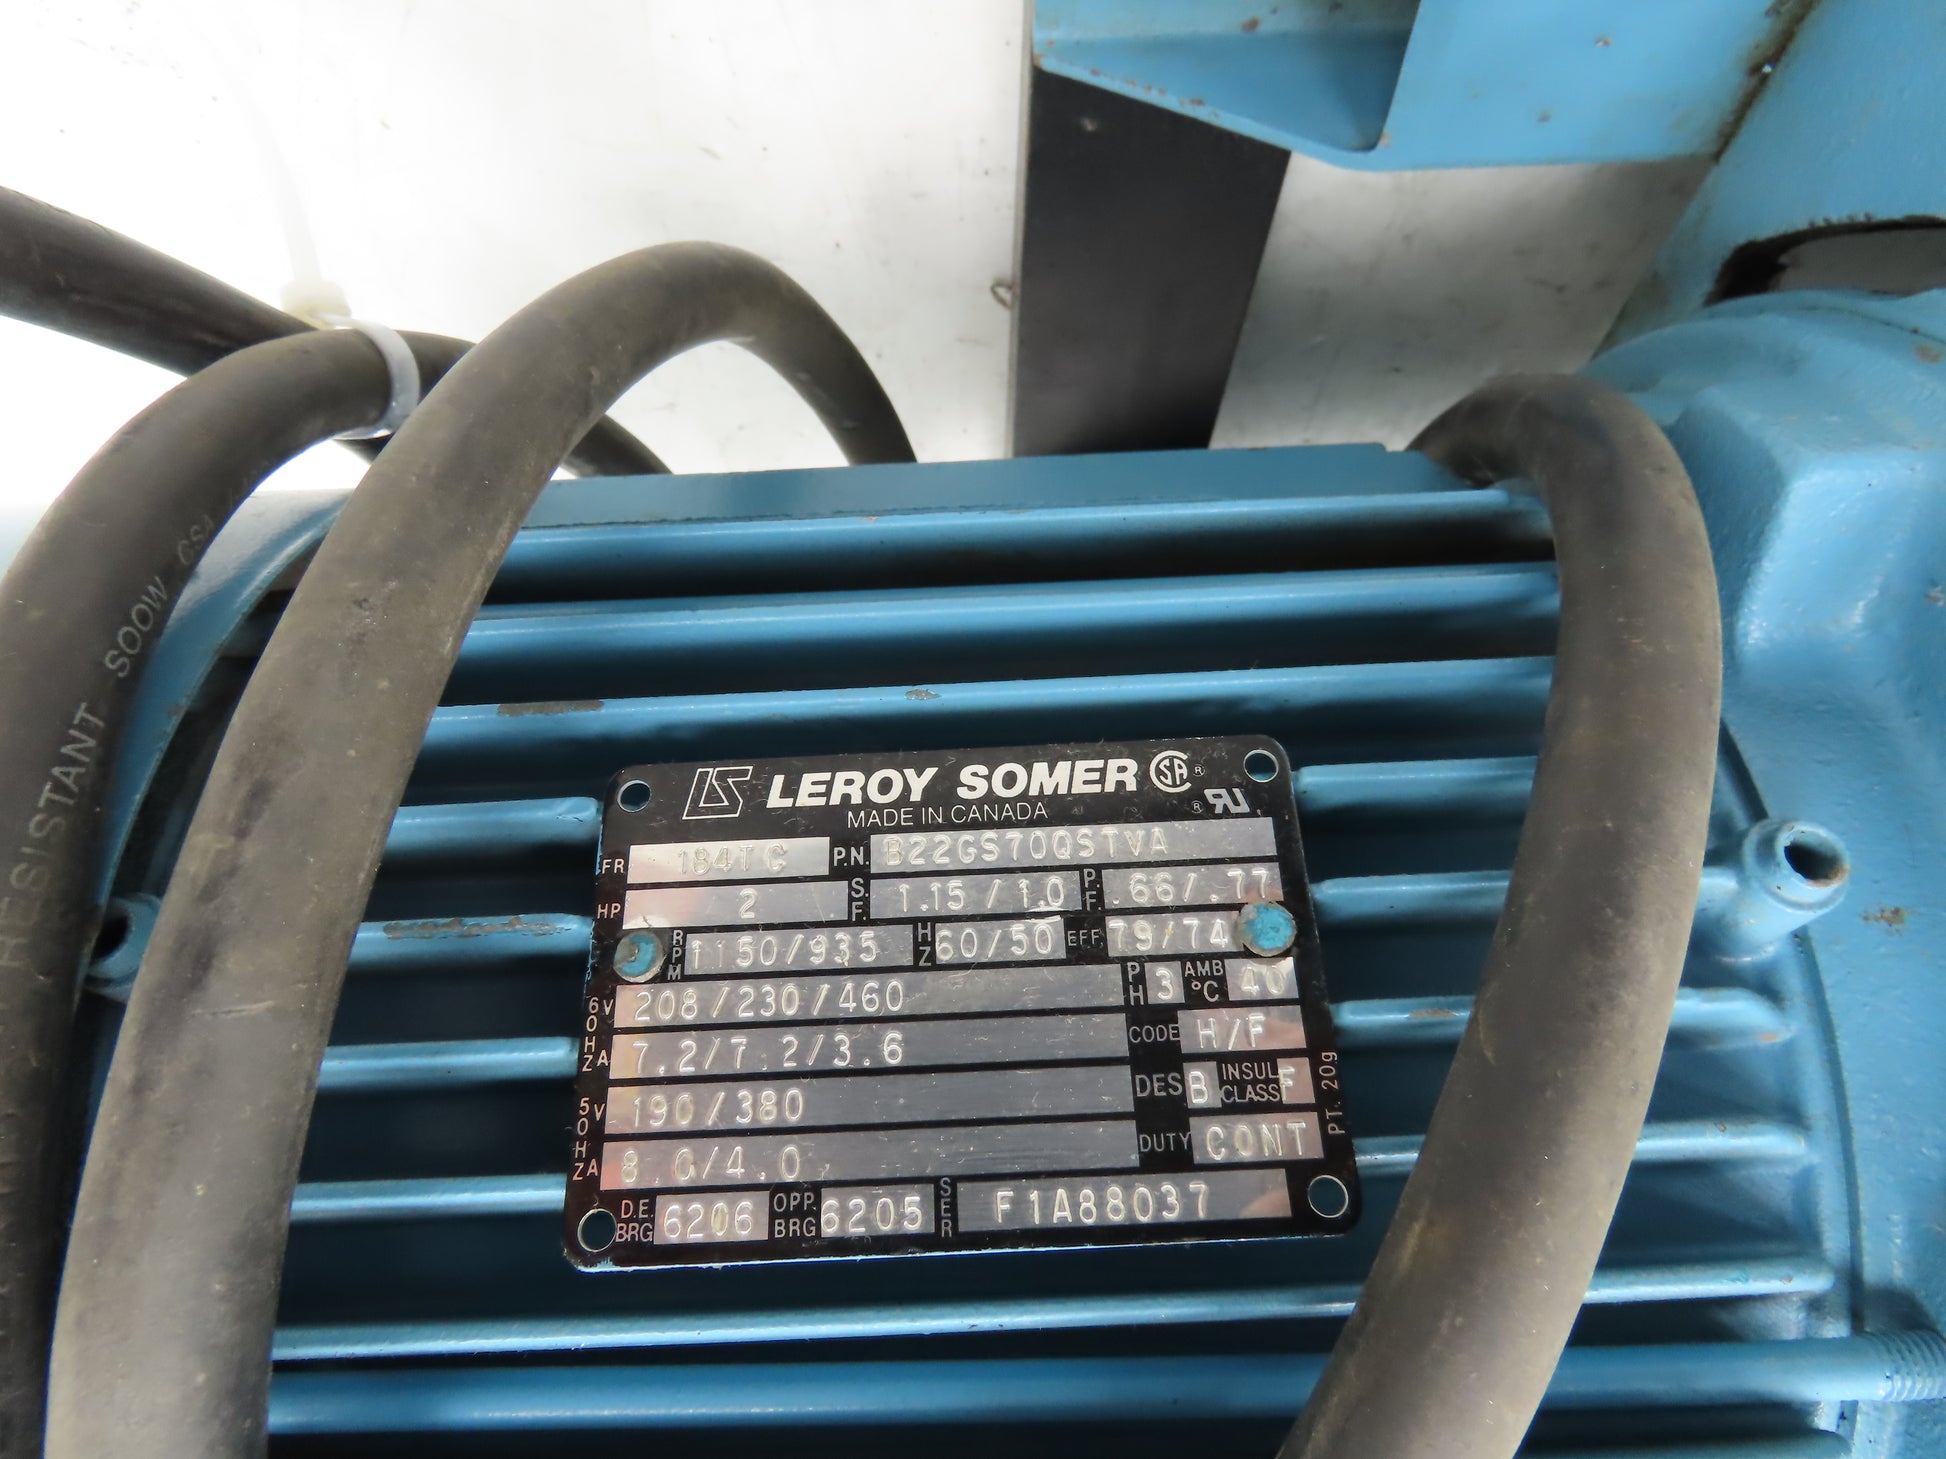 LS LEROY SOMER SA ®
MADE IN CANADA ® RU
FR 184TC P.N. B22GS70QSTVA
HP 2 S.F. 1.15/1.0 P.F. .66/.77
RPM 1150/935 HZ 60/50 EFF. 79/74
60HZ V 208/230/460 PH 3 AMB °C 40
A 7.2/7.2/3.6 CODE H/F
50HZ V 190/380 DES B INSUL CLASS F
A 8.0/4.0 DUTY CONT
D.E. BRG 6206 OPP. BRG 6205 SER F1A88037
PT. 20g
RESISTANT SOOW CSA